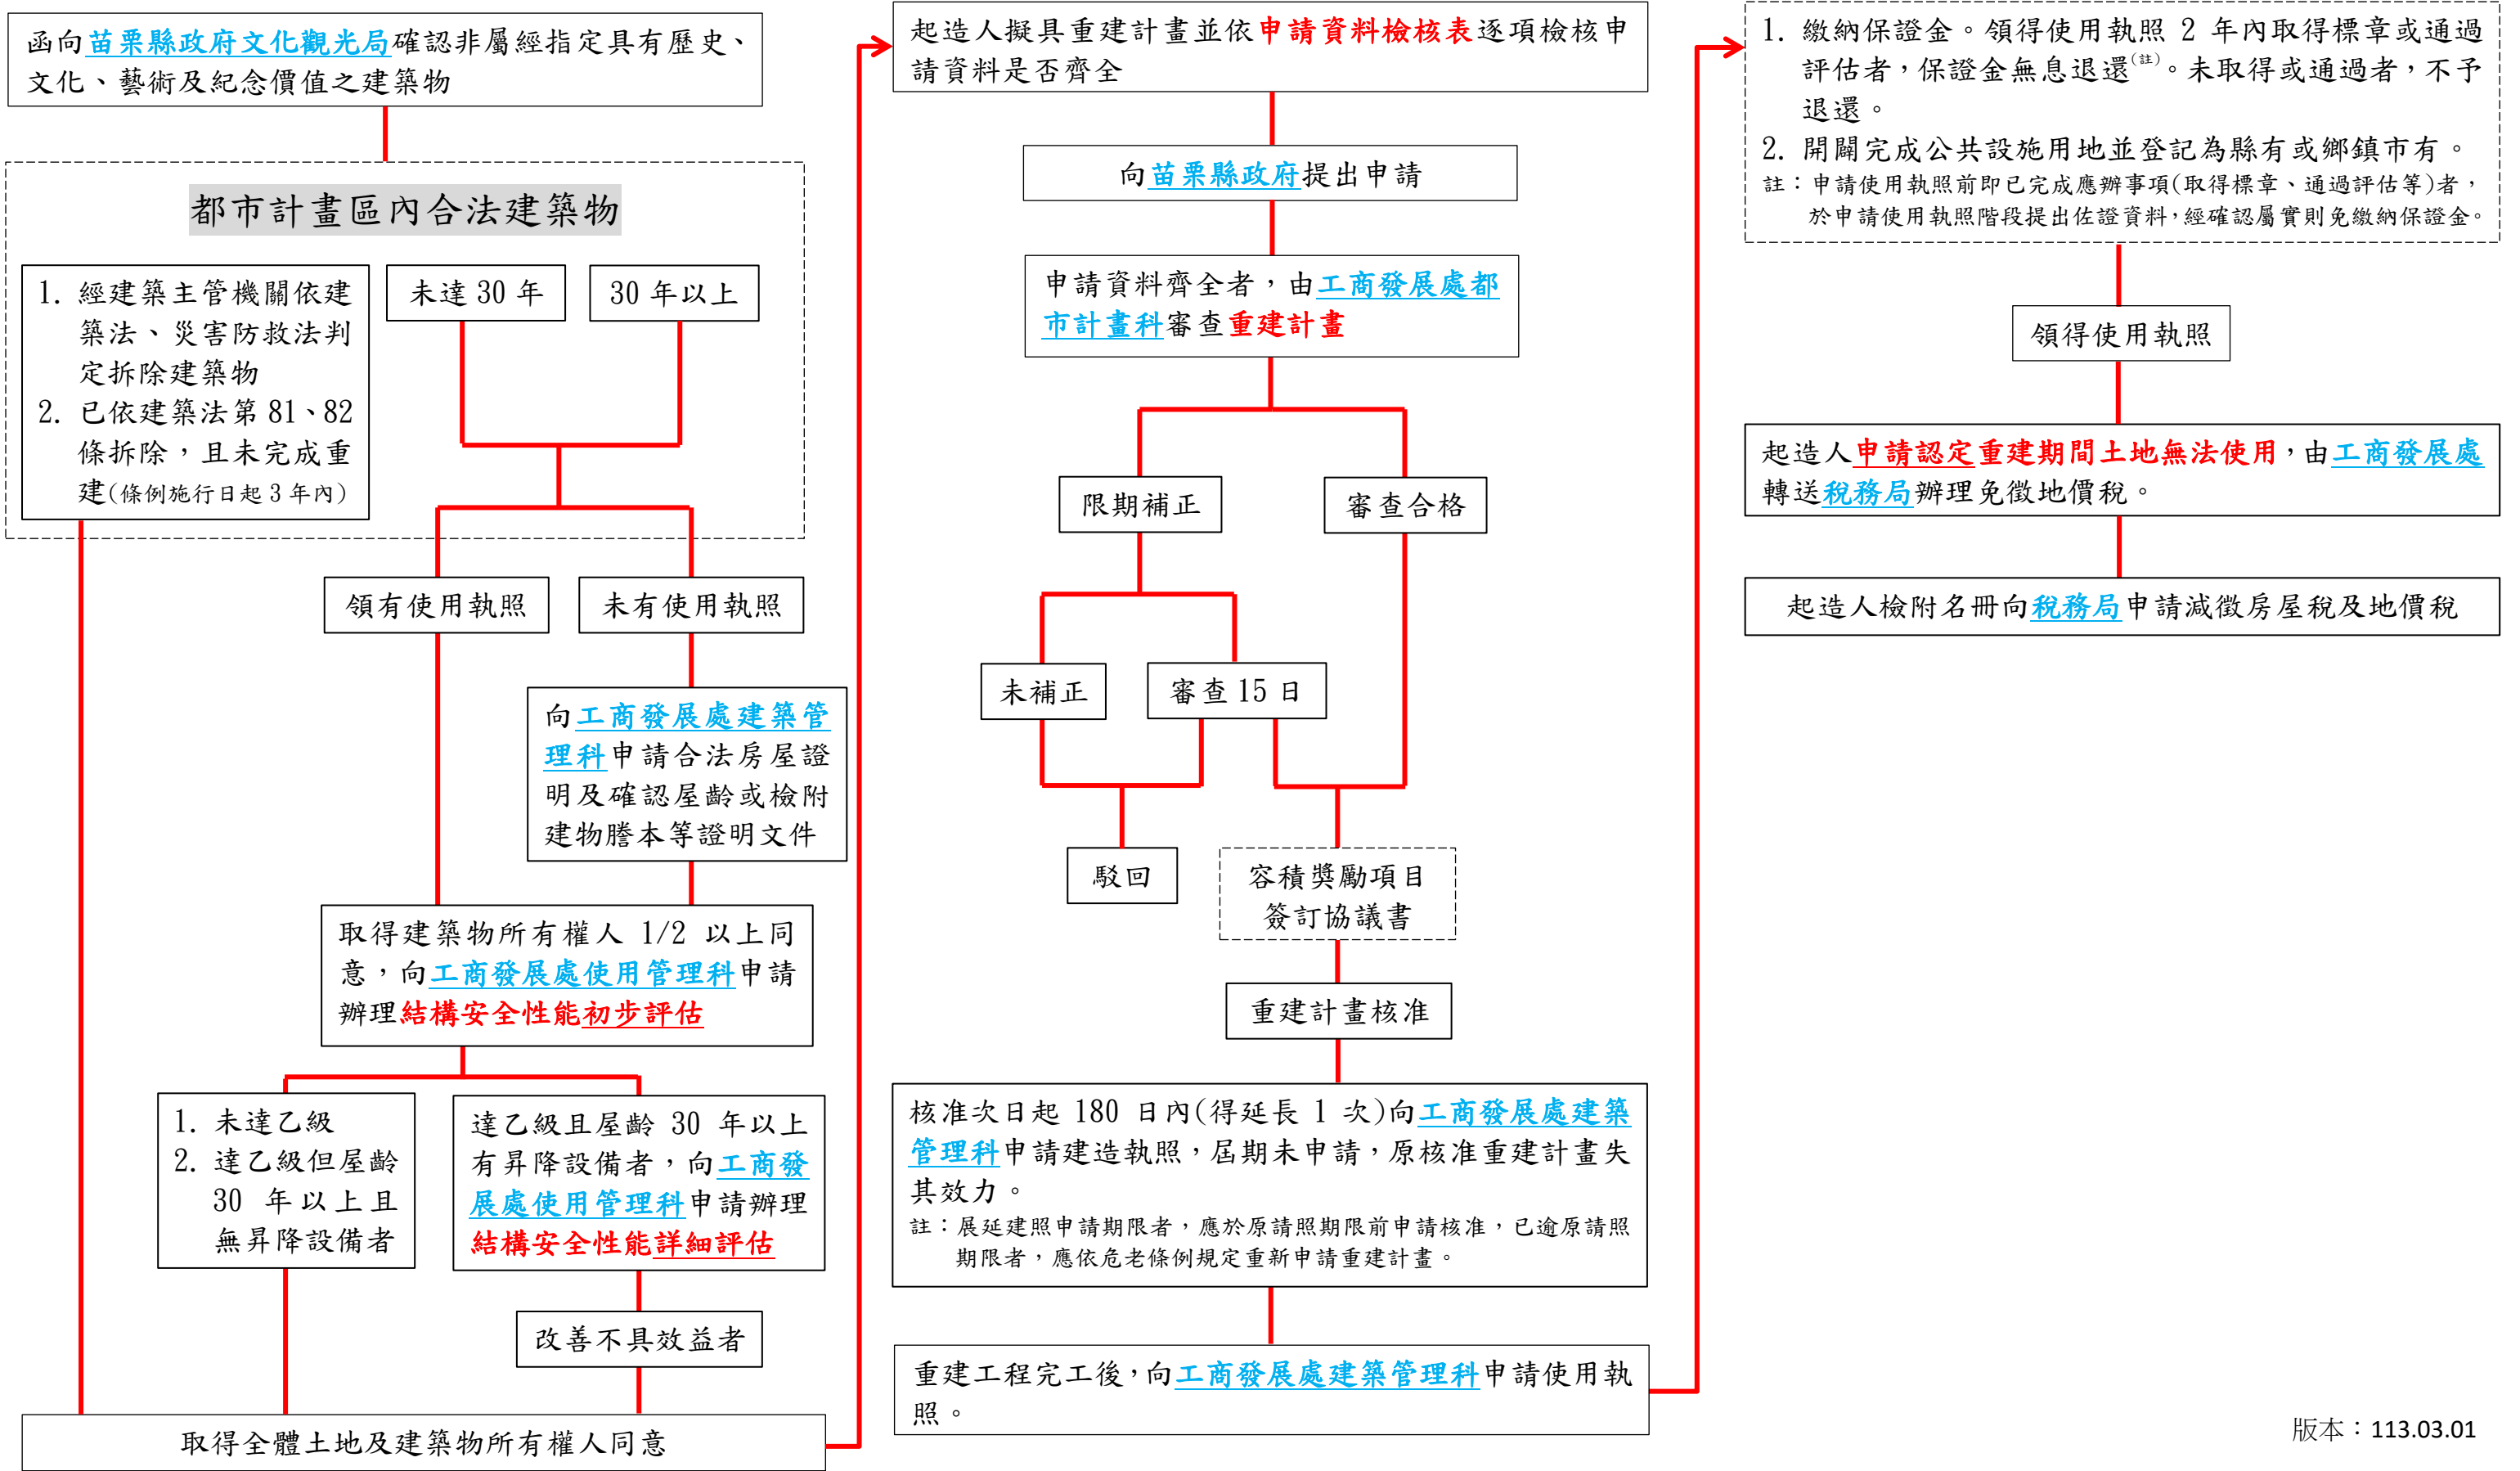 函向苗栗縣政府文化觀光局確認非屬經指定具有歷史、
文化、藝術及紀念價值之建築物
都市計畫區內合法建築物
1. 經建築主管機關依建
築法、災害防救法判
定拆除建築物
2. 已依建築法第 81、82
條拆除，且未完成重
建(條例施行日起 3 年內)
未達 30 年
30 年以上
領有使用執照
未有使用執照
向工商發展處建築管
理科申請合法房屋證
明及確認屋齡或檢附
建物謄本等證明文件
取得建築物所有權人 1/2 以上同
意，向工商發展處使用管理科申請
辦理結構安全性能初步評估
1. 未達乙級
2. 達乙級但屋齡
30 年以上且
無昇降設備者
達乙級且屋齡 30 年以上
有昇降設備者，向工商發
展處使用管理科申請辦理
結構安全性能詳細評估
改善不具效益者
取得全體土地及建築物所有權人同意
起造人擬具重建計畫並依申請資料檢核表逐項檢核申
請資料是否齊全
向苗栗縣政府提出申請
申請資料齊全者，由工商發展處都
市計畫科審查重建計畫
限期補正
審查合格
未補正
審查 15 日
駁回
容積獎勵項目
簽訂協議書
重建計畫核准
核准次日起 180 日內(得延長 1 次)向工商發展處建築
管理科申請建造執照，屆期未申請，原核准重建計畫失
其效力。
註：展延建照申請期限者，應於原請照期限前申請核准，已逾原請照
期限者，應依危老條例規定重新申請重建計畫。
重建工程完工後，向工商發展處建築管理科申請使用執
照。
1. 繳納保證金。領得使用執照 2 年內取得標章或通過
評估者，保證金無息退還(註)。未取得或通過者，不予
退還。
2. 開闢完成公共設施用地並登記為縣有或鄉鎮市有。
註：申請使用執照前即已完成應辦事項(取得標章、通過評估等)者，
於申請使用執照階段提出佐證資料，經確認屬實則免繳納保證金。
領得使用執照
起造人申請認定重建期間土地無法使用，由工商發展處
轉送稅務局辦理免徵地價稅。
起造人檢附名冊向稅務局申請減徵房屋稅及地價稅
版本：113.03.01